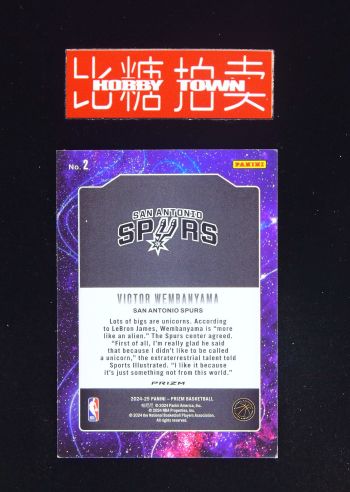 比糖拍卖
HOBBY TOWN
No. 2
PANINI
SAN ANTONIO
SPURS
VICTOR WEMBANYAMA
SAN ANTONIO SPURS
Lots of bigs are unicorns. According
to LeBron James, Wembanyama is "more
like an alien." The Spurs center agreed.
"First of all, I'm really glad he said
that because I didn't like to be called
a unicorn," the extraterrestrial talent told
Sports Illustrated. "I like it because
it's just something not from this world."
PRIZM
2024-25 PANINI – PRIZM BASKETBALL
© 2024 Panini America, Inc.
© 2024 NBA Properties, Inc.
© 2024 the National Basketball Players Association.
All rights reserved.
NBA